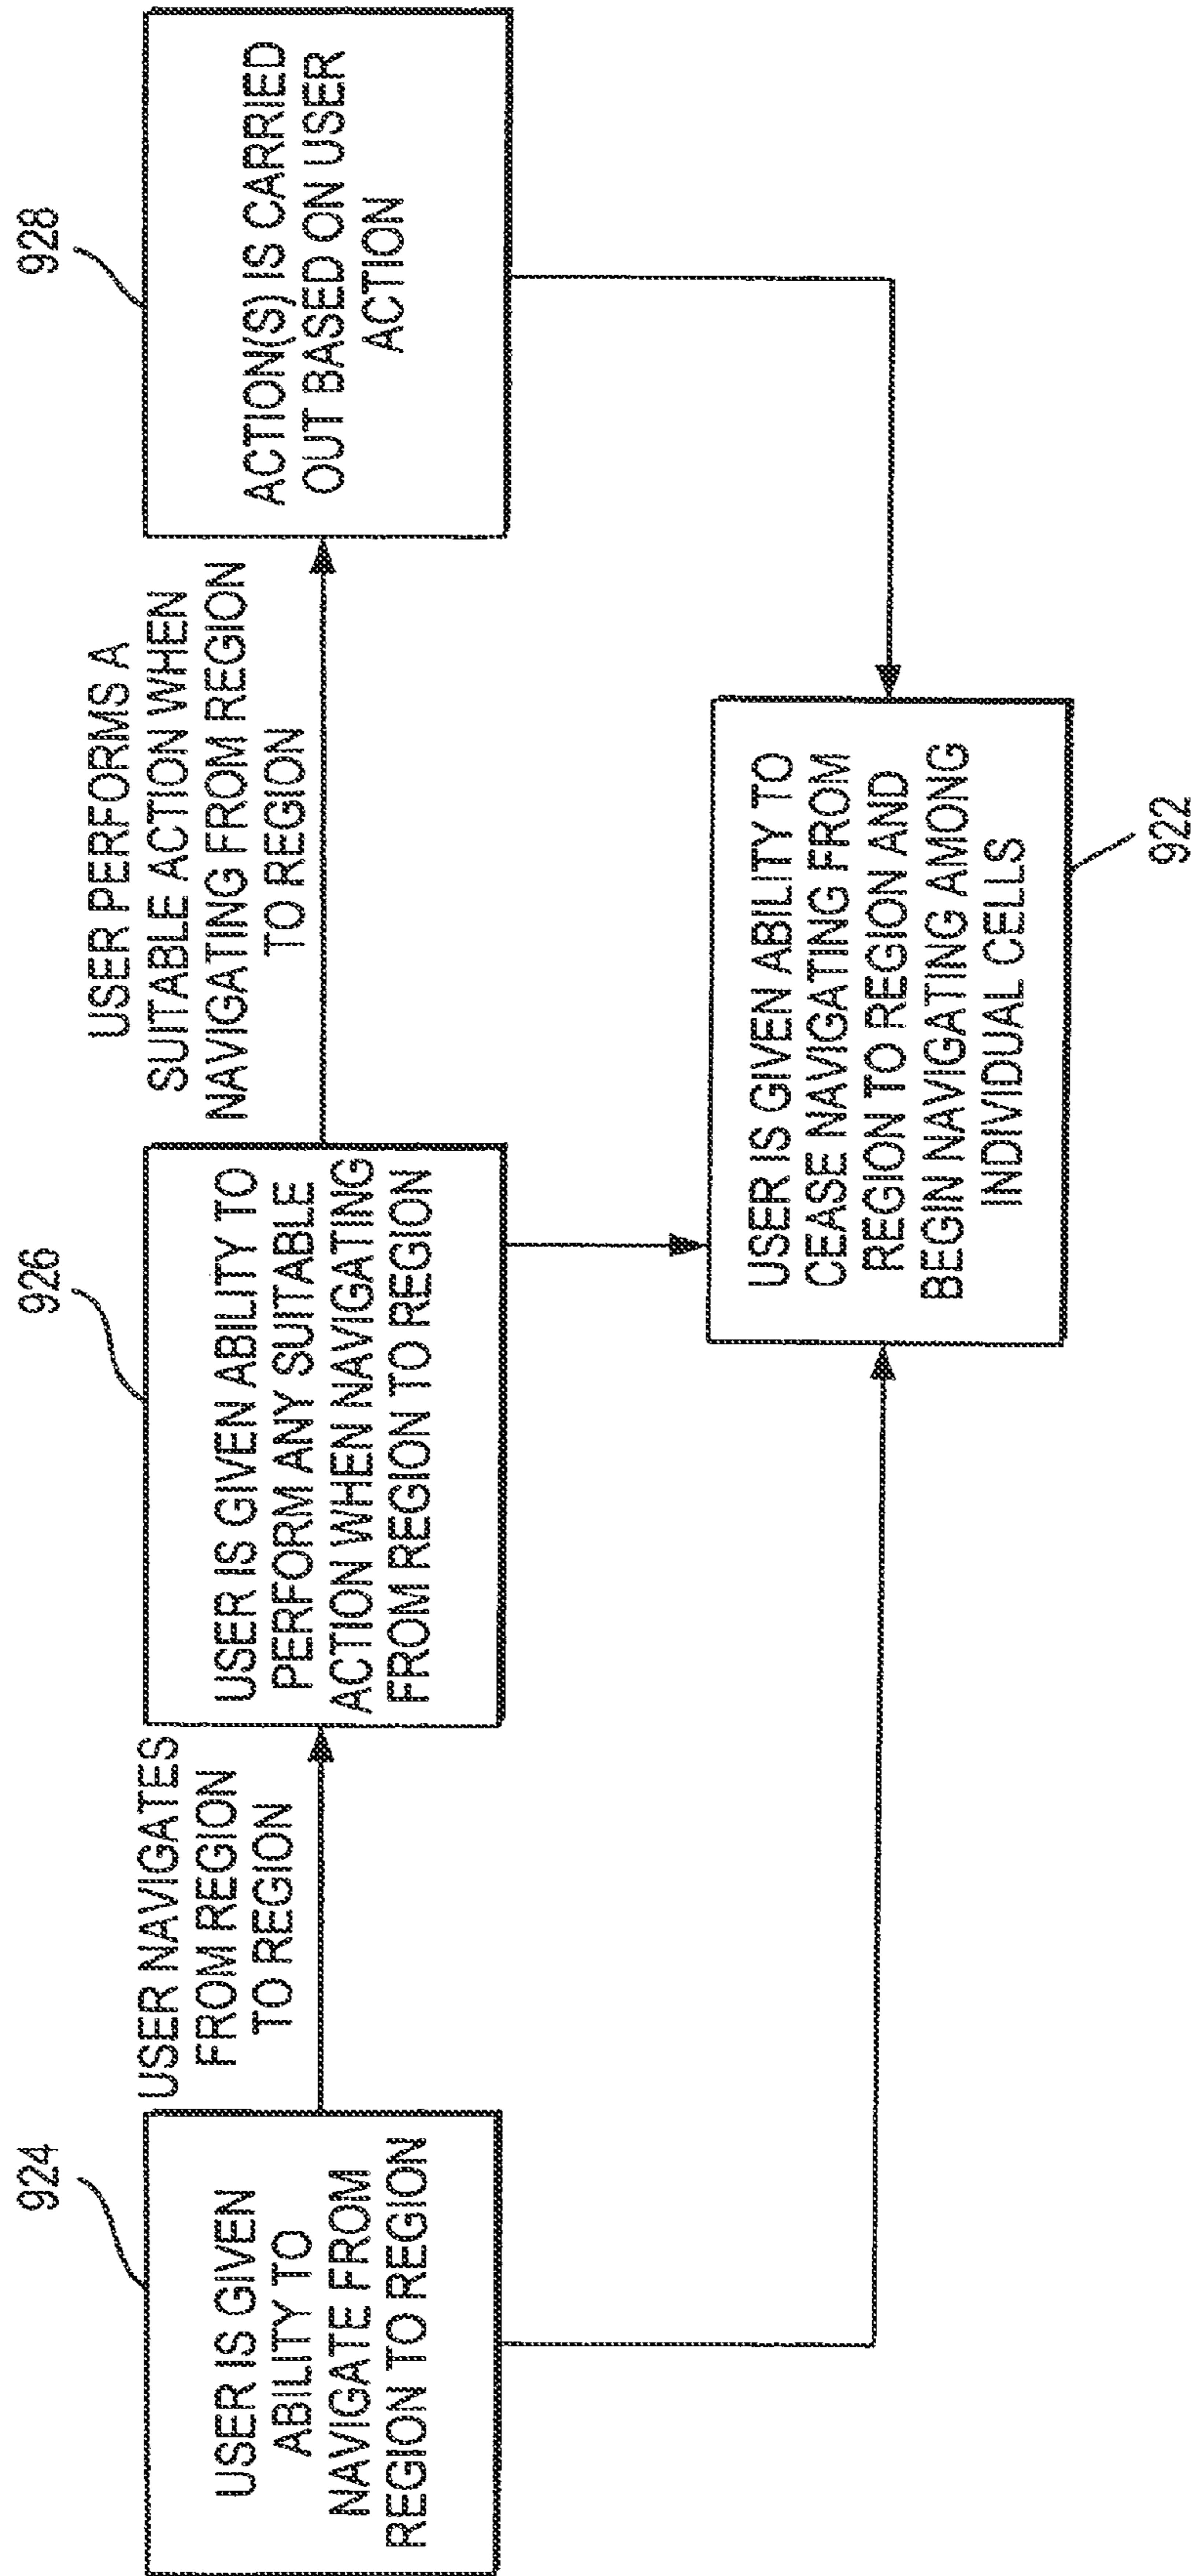 924
USER IS GIVEN
ABILITY TO
NAVIGATE FROM
REGION TO REGION
USER NAVIGATES
FROM REGION
TO REGION
926
USER IS GIVEN ABILITY TO
PERFORM ANY SUITABLE
ACTION WHEN NAVIGATING
FROM REGION TO REGION
USER PERFORMS A
SUITABLE ACTION WHEN
NAVIGATING FROM REGION
TO REGION
928
ACTION(S) IS CARRIED
OUT BASED ON USER
ACTION
USER IS GIVEN ABILITY TO
CEASE NAVIGATING FROM
REGION TO REGION AND
BEGIN NAVIGATING AMONG
INDIVIDUAL CELLS
922